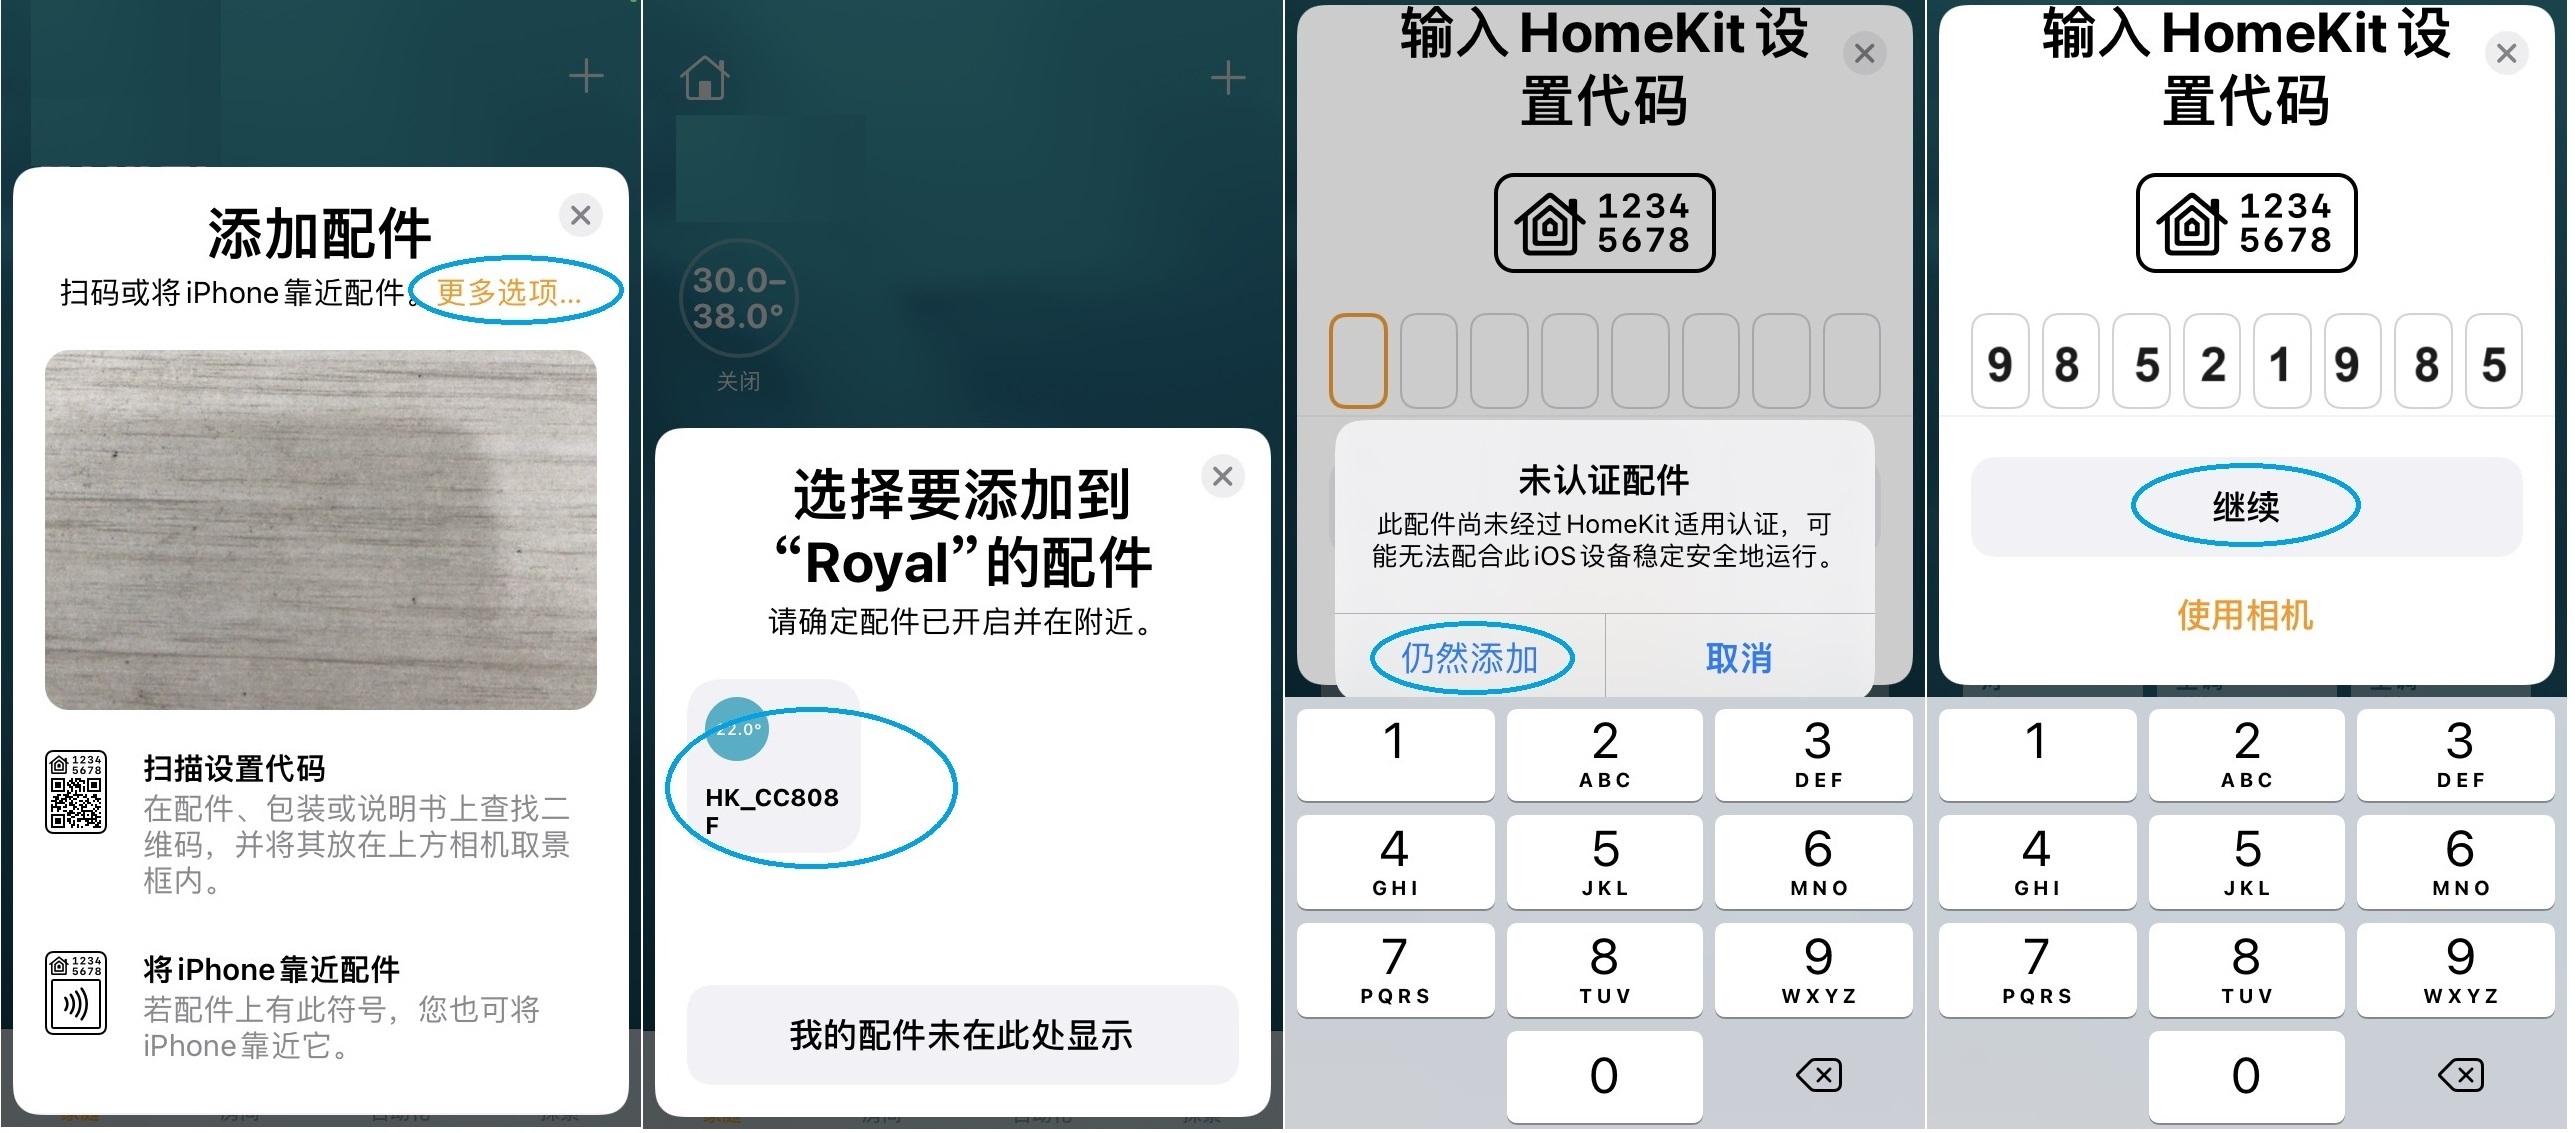 添加配件
扫码或将 iPhone 靠近配件。更多选项...
1234
5678
扫描设置代码
在配件、包装或说明书上查找二
维码，并将其放在上方相机取景
框内。
1234
5678
将 iPhone 靠近配件
若配件上有此符号，您也可将
iPhone 靠近它。
30.0–
38.0°
关闭
选择要添加到
“Royal”的配件
请确定配件已开启并在附近。
22.0°
HK_CC808
F
我的配件未在此处显示
输入 HomeKit 设
置代码
1234
5678
未认证配件
此配件尚未经过 HomeKit 适用认证，可
能无法配合此 iOS 设备稳定安全地运行。
仍然添加 取消
1 2 3
ABC DEF
4 5 6
GHI JKL MNO
7 8 9
PQRS TUV WXYZ
0
输入 HomeKit 设
置代码
1234
5678
9 8 5 2 1 9 8 5
继续
使用相机
1 2 3
ABC DEF
4 5 6
GHI JKL MNO
7 8 9
PQRS TUV WXYZ
0